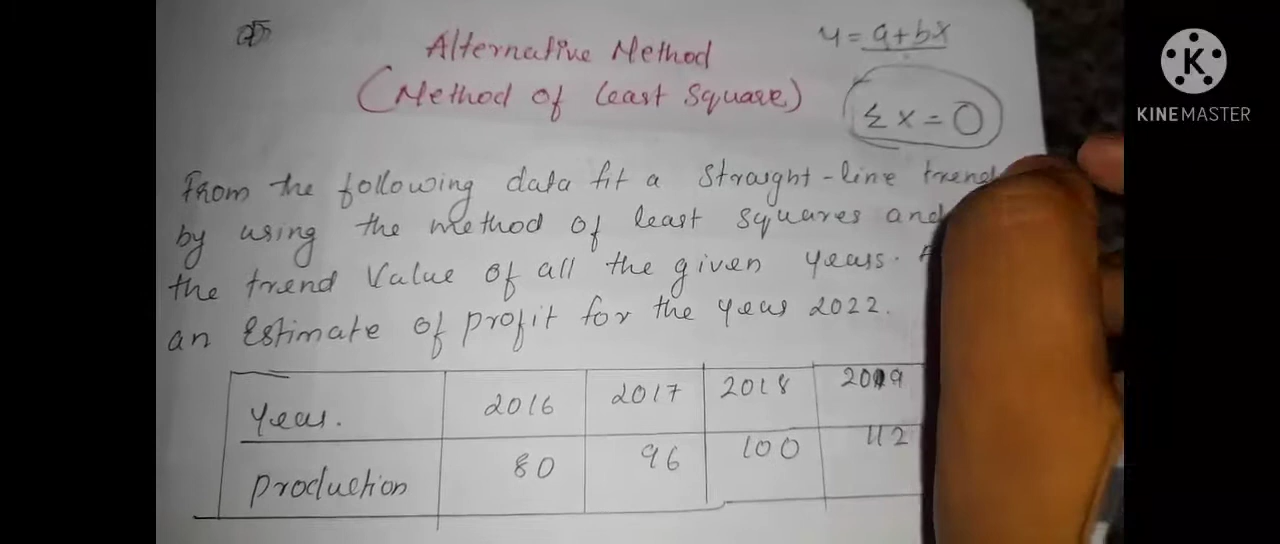 Alternative Method
y = a+bx
(Method of least square)
Σx = 0
K
KINEMASTER
From the following data fit a straight-line trend
by using the method of least squares and
the trend value of all the given years.
an Estimate of profit for the year 2022.
year. 2016 2017 2018 2019
production 80 96 100 112